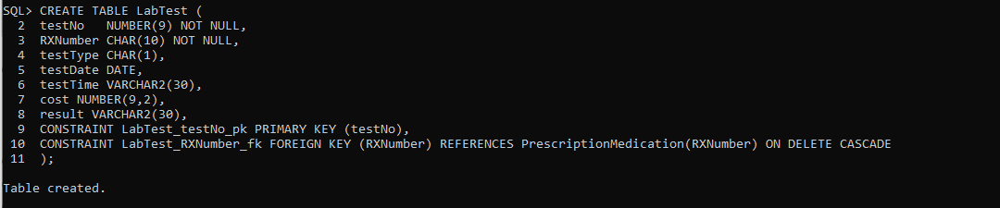 SQL> CREATE TABLE LabTest (
  2  testNo   NUMBER(9) NOT NULL,
  3  RXNumber CHAR(10) NOT NULL,
  4  testType CHAR(1),
  5  testDate DATE,
  6  testTime VARCHAR2(30),
  7  cost NUMBER(9,2),
  8  result VARCHAR2(30),
  9  CONSTRAINT LabTest_testNo_pk PRIMARY KEY (testNo),
 10  CONSTRAINT LabTest_RXNumber_fk FOREIGN KEY (RXNumber) REFERENCES PrescriptionMedication(RXNumber) ON DELETE CASCADE
 11  );
Table created.